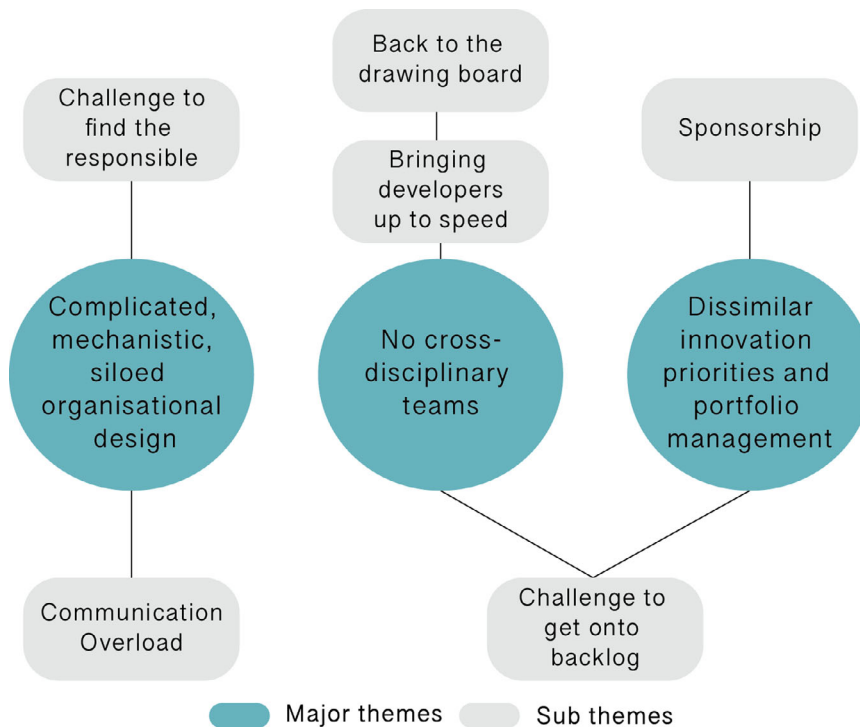 Back to the
drawing board
Challenge to
find the
responsible
Sponsorship
Bringing
developers
up to speed
Complicated,
mechanistic,
siloed
organisational
design
No cross-
disciplinary
teams
Dissimilar
innovation
priorities and
portfolio
management
Communication
Overload
Challenge to
get onto
backlog
Major themes
Sub themes